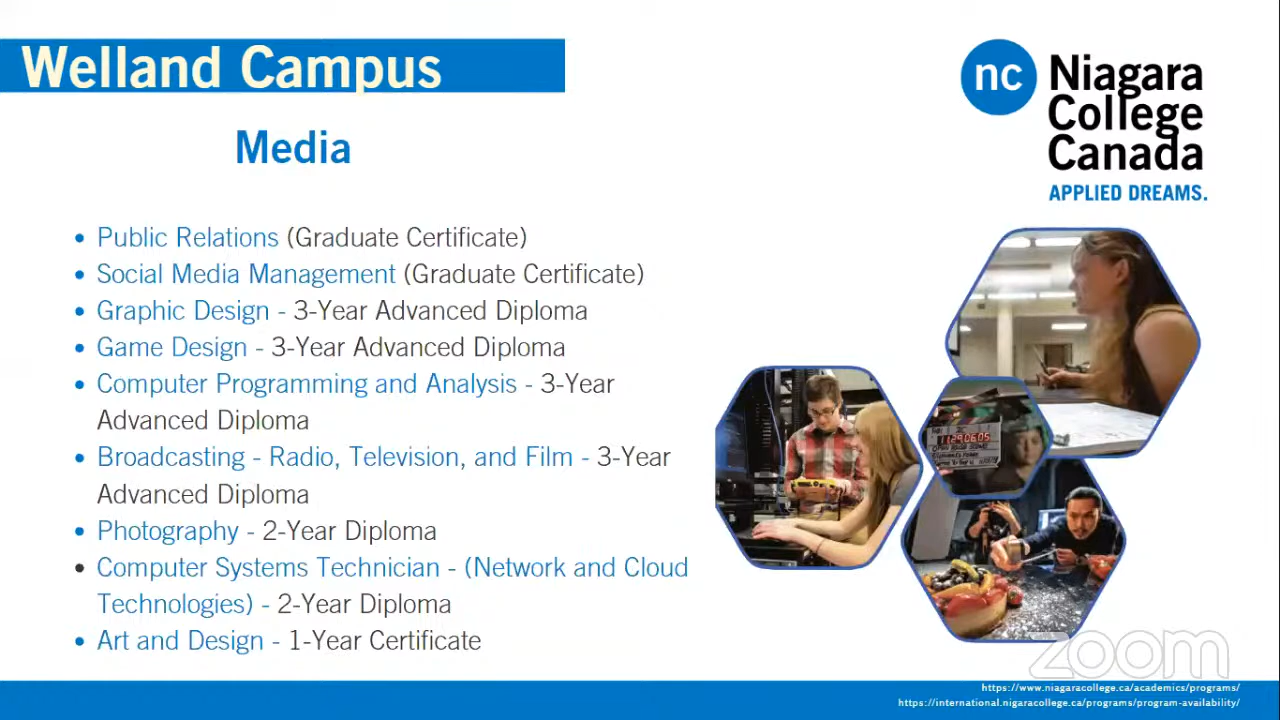 Welland Campus
nc
Niagara
College
Canada
APPLIED DREAMS.
Media
• Public Relations (Graduate Certificate)
• Social Media Management (Graduate Certificate)
• Graphic Design - 3-Year Advanced Diploma
• Game Design - 3-Year Advanced Diploma
• Computer Programming and Analysis - 3-Year
Advanced Diploma
• Broadcasting - Radio, Television, and Film - 3-Year
Advanced Diploma
• Photography - 2-Year Diploma
• Computer Systems Technician - (Network and Cloud
Technologies) - 2-Year Diploma
• Art and Design - 1-Year Certificate
11290605
zoom
https://www.niagaracollege.ca/academics/programs/
https://international.nigaracollege.ca/programs/program-availability/